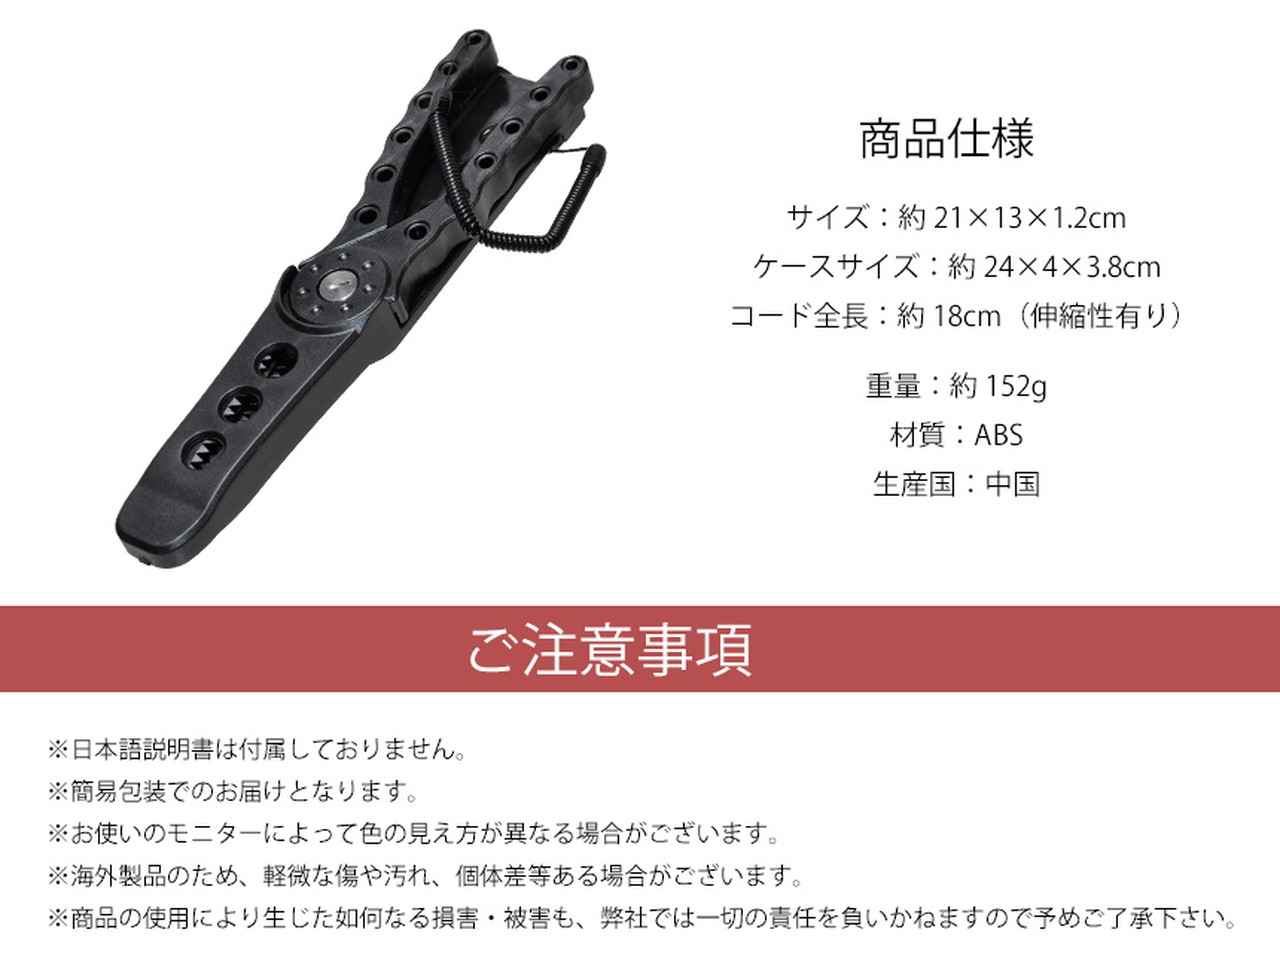 商品仕様
サイズ：約 21×13×1.2cm
ケースサイズ：約 24×4×3.8cm
コード全長：約 18cm（伸縮性有り）
重量：約 152g
材質：ABS
生産国：中国
ご注意事項
※日本語説明書は付属しておりません。
※簡易包装でのお届けとなります。
※お使いのモニターによって色の見え方が異なる場合がございます。
※海外製品のため、軽微な傷や汚れ、個体差等ある場合がございます。
※商品の使用により生じた如何なる損害・被害も、弊社では一切の責任を負いかねますので予めご了承下さい。